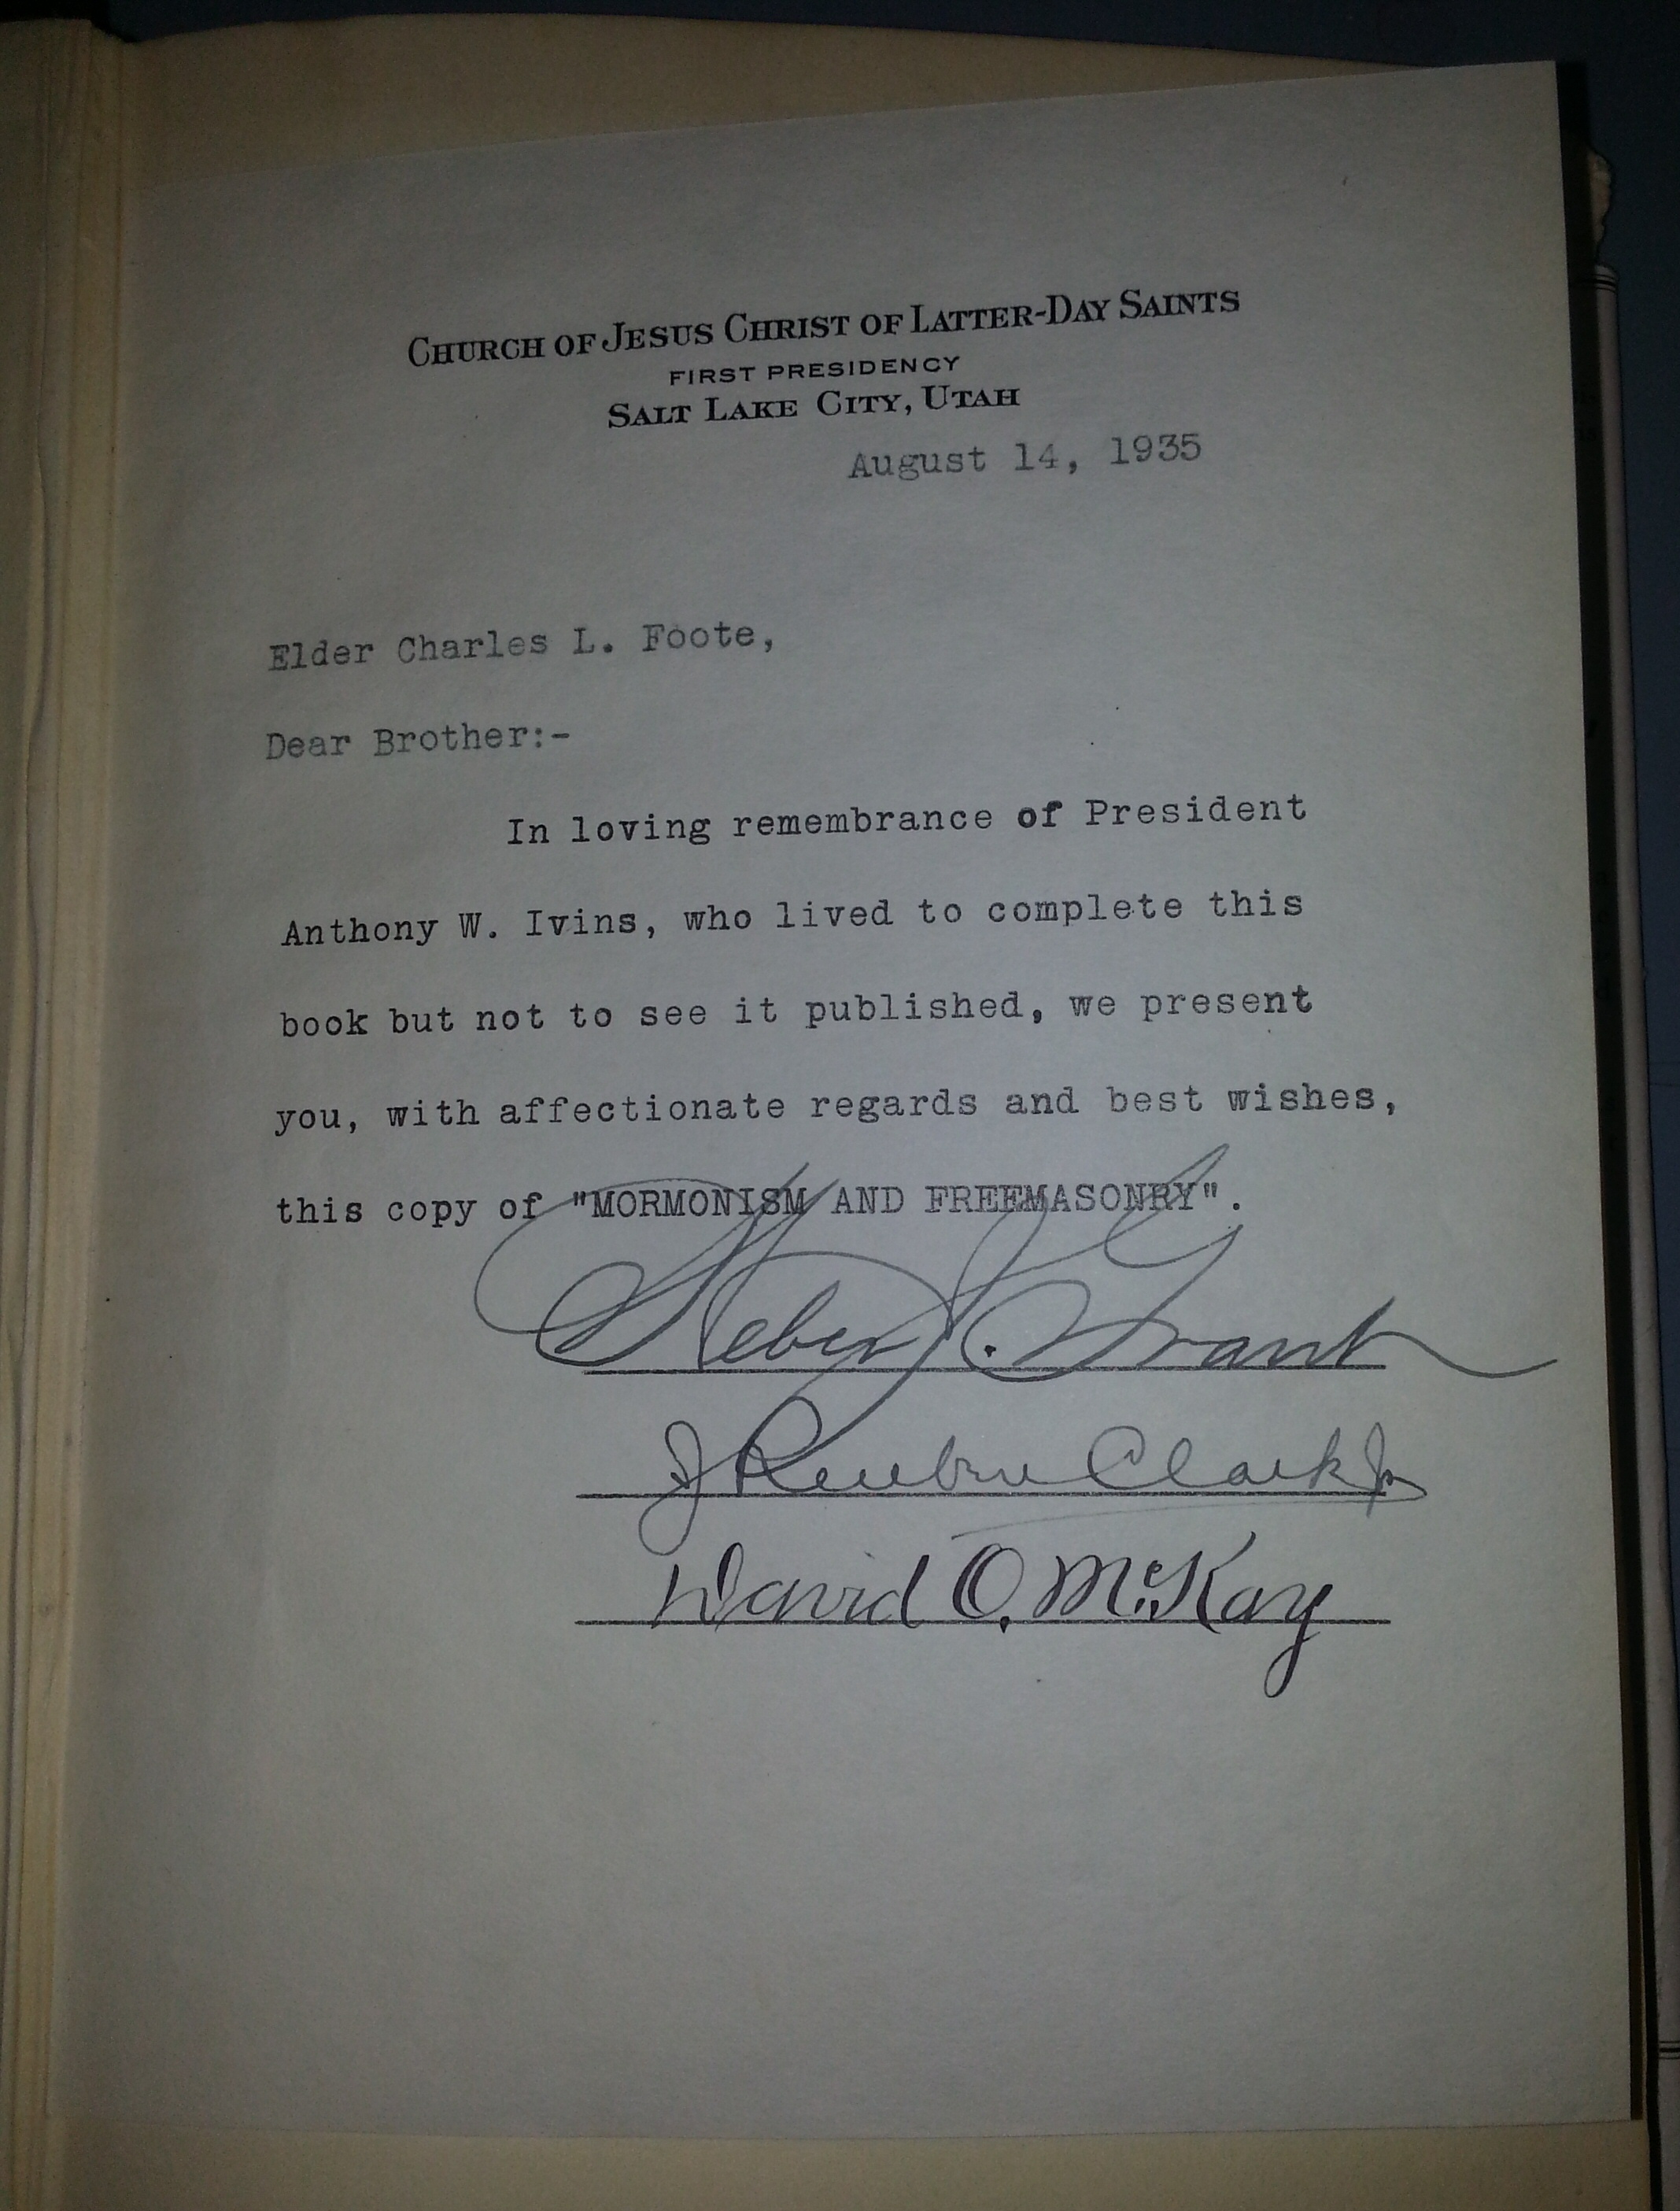 CHURCH OF JESUS CHRIST OF LATTER-DAY SAINTS
FIRST PRESIDENCY
SALT LAKE CITY, UTAH
August 14, 1935
Elder Charles L. Foote,
Dear Brother:-
In loving remembrance of President
Anthony W. Ivins, who lived to complete this
book but not to see it published, we present
you, with affectionate regards and best wishes,
this copy of "MORMONISM AND FREEMASONRY".
Heber J. Grant
J Reuben Clark Jr
David O. McKay